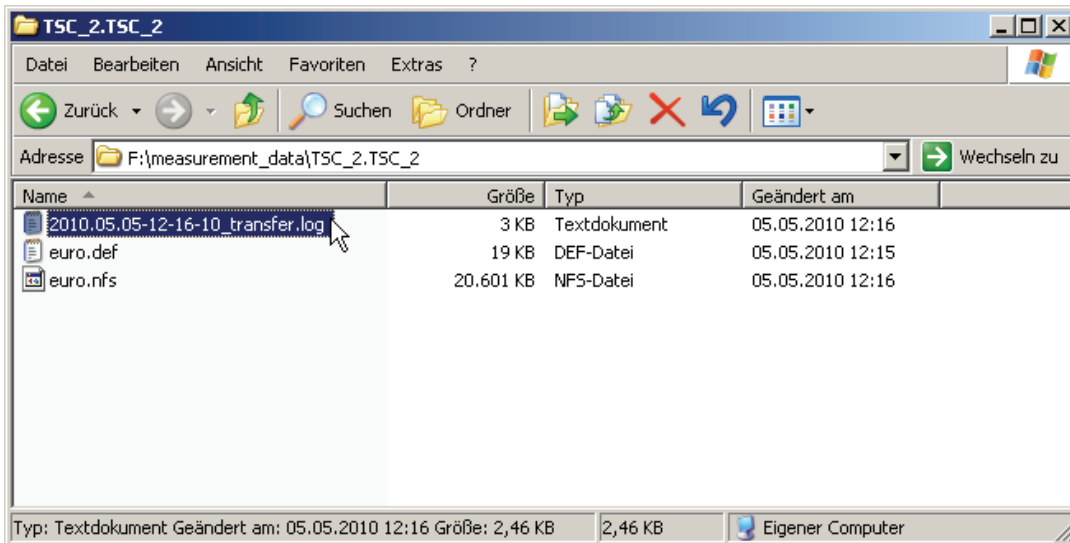 TSC_2.TSC_2
Datei Bearbeiten Ansicht Favoriten Extras ?
Zurück Suchen Ordner
Adresse F:\measurement_data\TSC_2.TSC_2 Wechseln zu
Name Größe Typ Geändert am
2010.05.05-12-16-10_transfer.log 3 KB Textdokument 05.05.2010 12:16
euro.def 19 KB DEF-Datei 05.05.2010 12:15
euro.nfs 20.601 KB NFS-Datei 05.05.2010 12:16
Typ: Textdokument Geändert am: 05.05.2010 12:16 Größe: 2,46 KB 2,46 KB Eigener Computer